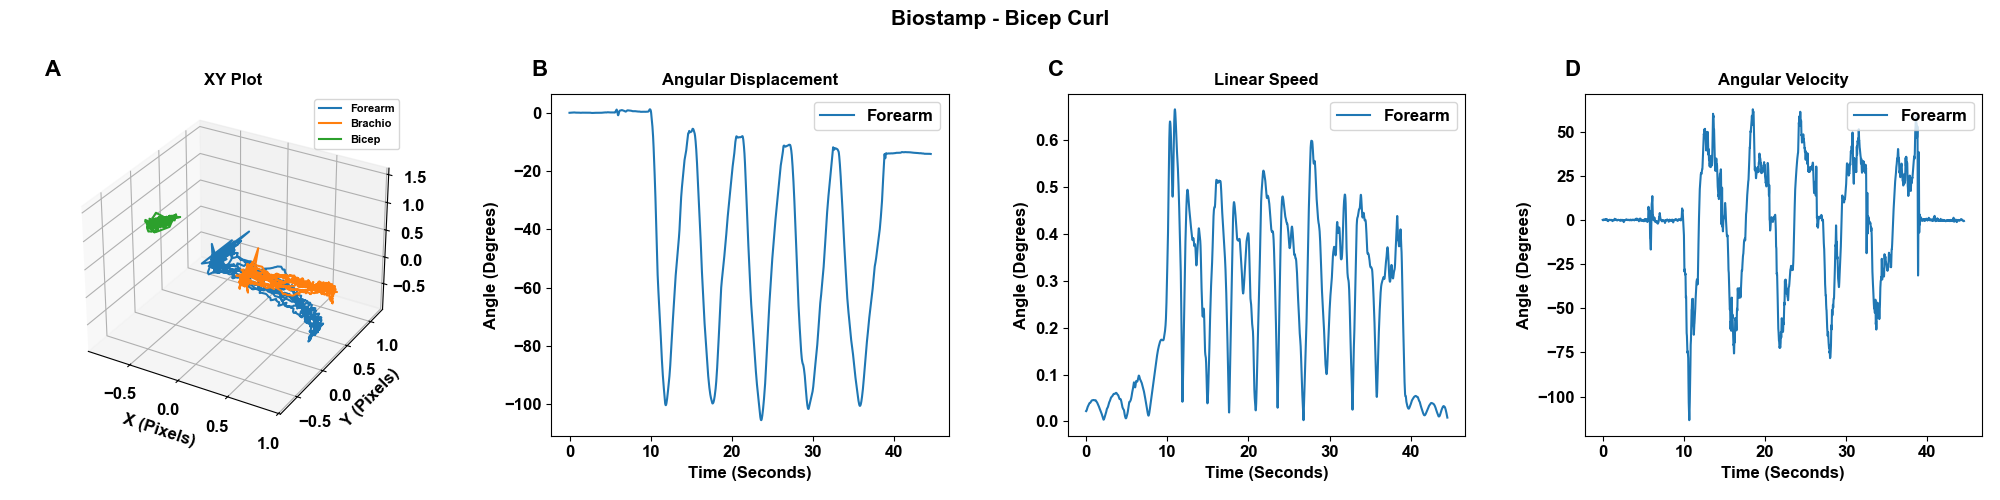 Biostamp - Bicep Curl
A
XY Plot
Forearm
Brachio
Bicep
1.5
1.0
0.5
0.0
−0.5
−0.5
0.0
0.5
1.0
X (Pixels)
−0.5
0.0
0.5
1.0
Y (Pixels)
B
Angular Displacement
Forearm
0
−20
−40
−60
−80
−100
Angle (Degrees)
0 10 20 30 40
Time (Seconds)
C
Linear Speed
Forearm
0.6
0.5
0.4
0.3
0.2
0.1
0.0
Angle (Degrees)
0 10 20 30 40
Time (Seconds)
D
Angular Velocity
Forearm
50
25
0
−25
−50
−75
−100
Angle (Degrees)
0 10 20 30 40
Time (Seconds)